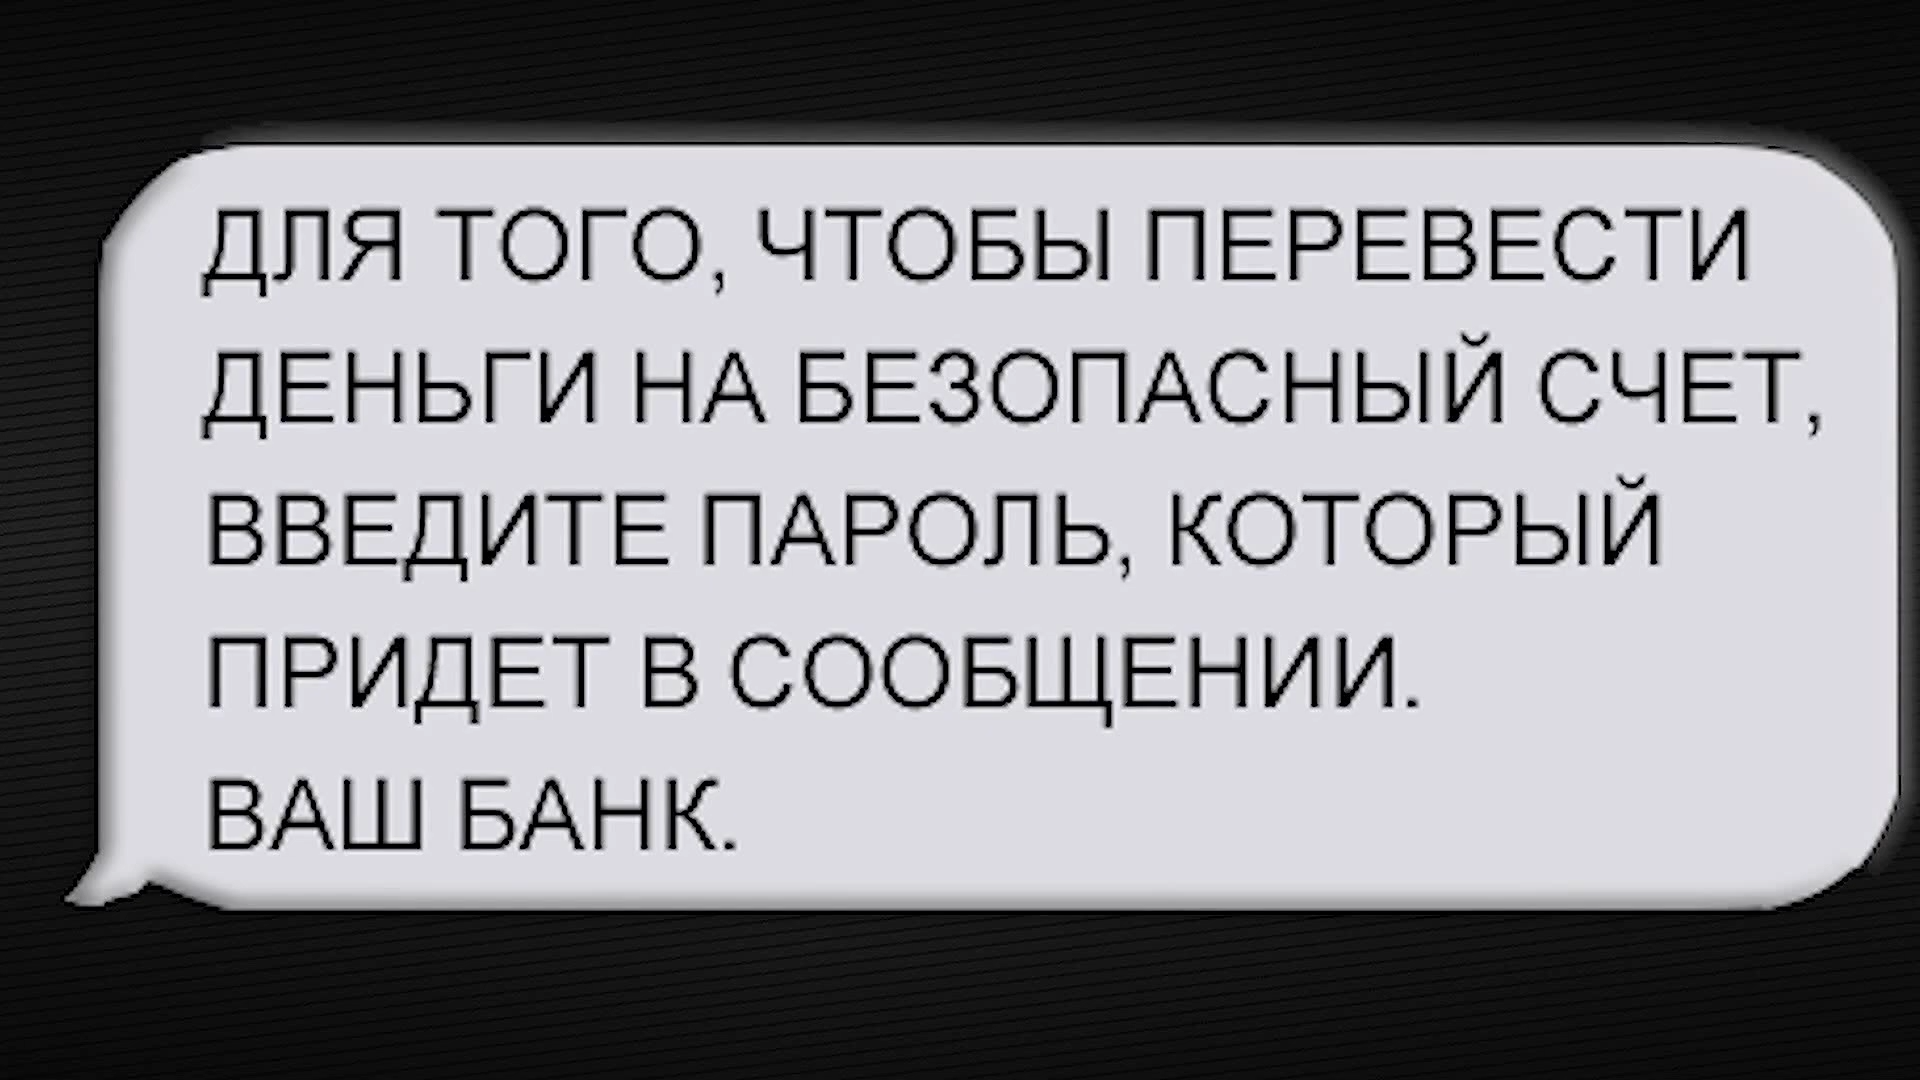 ДЛЯ ТОГО, ЧТОБЫ ПЕРЕВЕСТИ
ДЕНЬГИ НА БЕЗОПАСНЫЙ СЧЕТ,
ВВЕДИТЕ ПАРОЛЬ, КОТОРЫЙ
ПРИДЕТ В СООБЩЕНИИ.
ВАШ БАНК.